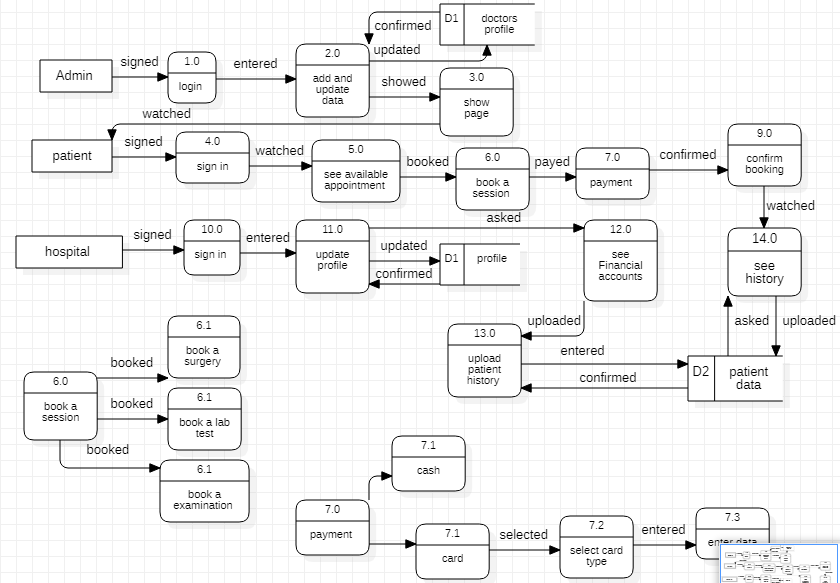 D1
doctors
profile
confirmed
updated
1.0
login
2.0
add and
update
data
Admin
signed
entered
showed
3.0
show
page
watched
patient
signed
4.0
sign in
watched
5.0
see available
appointment
booked
6.0
book a
session
payed
7.0
payment
confirmed
9.0
confirm
booking
watched
hospital
signed
10.0
sign in
entered
11.0
update
profile
asked
updated
confirmed
D1
profile
12.0
see
Financial
accounts
14.0
see
history
asked
uploaded
uploaded
13.0
upload
patient
history
entered
confirmed
D2
patient
data
6.0
book a
session
booked
6.1
book a
surgery
booked
6.1
book a lab
test
booked
6.1
book a
examination
7.0
payment
7.1
cash
7.1
card
selected
7.2
select card
type
entered
7.3
enter data